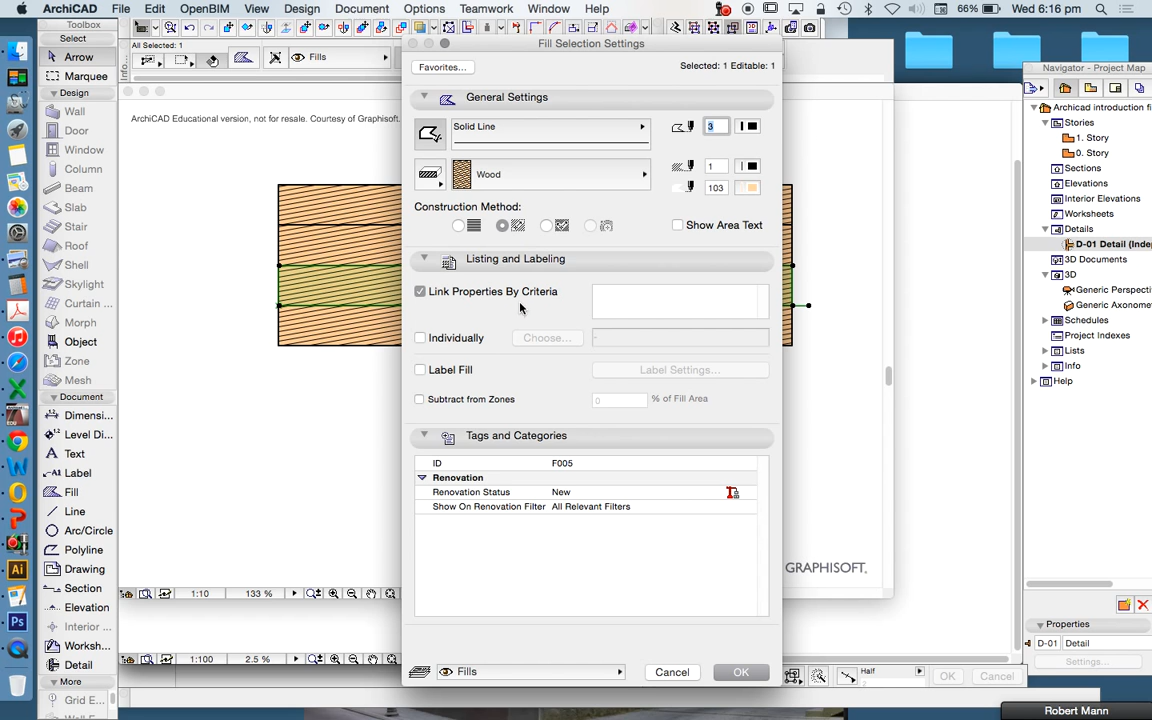 ArchiCAD File Edit OpenBIM View Design Document Options Teamwork Window Help 66% Wed 6:16 pm
Toolbox
Select
Arrow
Marquee
Design
Wall
Door
Window
Column
Beam
Slab
Stair
Roof
Shell
Skylight
Curtain ...
Morph
Object
Zone
Mesh
Document
Dimensi...
Level Di...
Text
Label
Fill
Line
Arc/Circle
Polyline
Drawing
Section
Elevation
Interior ...
Worksh...
Detail
More
Grid E...
All Selected: 1
Info...
Fills
ArchiCAD Educational version, not for resale. Courtesy of Graphisoft.
GRAPHISOFT.
1:10 133 %
1:100 2.5 %
Fill Selection Settings
Favorites... Selected: 1 Editable: 1
General Settings
Solid Line 3
Wood 1
103
Construction Method:
Show Area Text
Listing and Labeling
Link Properties By Criteria
Individually Choose... -
Label Fill Label Settings...
Subtract from Zones 0 % of Fill Area
Tags and Categories
ID F005
Renovation
Renovation Status New
Show On Renovation Filter All Relevant Filters
Fills Cancel OK
Half
OK Cancel
Navigator - Project Map
Archicad introduction fi
Stories
1. Story
0. Story
Sections
Elevations
Interior Elevations
Worksheets
Details
D-01 Detail (Inde
3D Documents
3D
Generic Perspecti
Generic Axonome
Schedules
Project Indexes
Lists
Info
Help
Properties
D-01 Detail
Settings...
Robert Mann